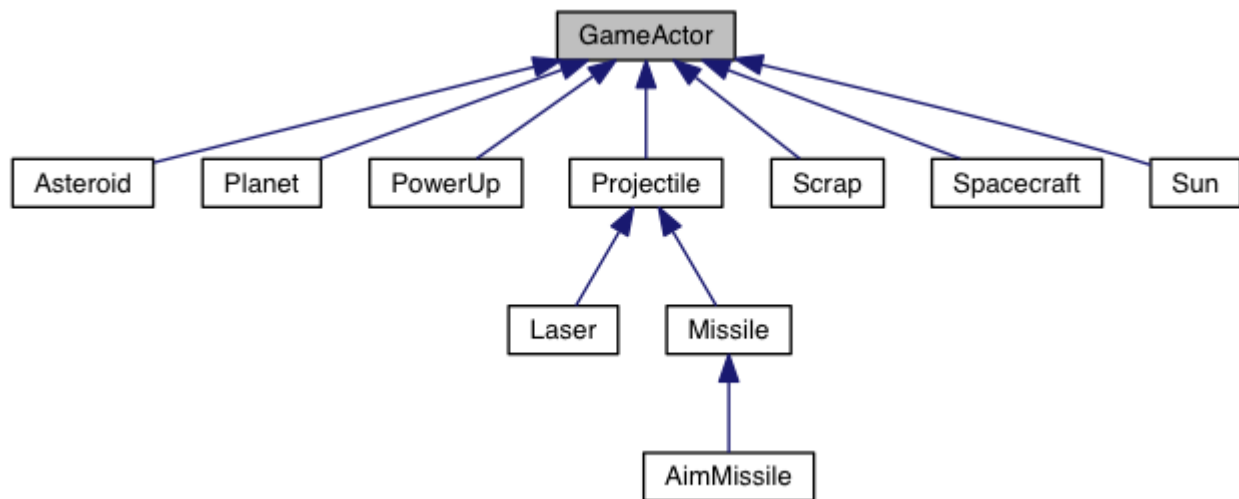 GameActor
Asteroid
Planet
PowerUp
Projectile
Scrap
Spacecraft
Sun
Laser
Missile
AimMissile